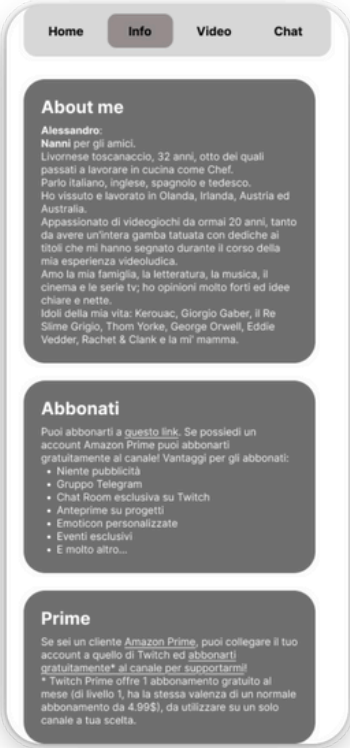 Home Info Video Chat
About me
Alessandro:
Nanni per gli amici.
Livornese toscanaccio, 32 anni, otto dei quali
passati a lavorare in cucina come Chef.
Parlo italiano, inglese, spagnolo e tedesco.
Ho vissuto e lavorato in Olanda, Irlanda, Austria ed
Australia.
Appassionato di videogiochi da ormai 20 anni, tanto
da avere un'intera gamba tatuata con dediche ai
titoli che mi hanno segnato durante il corso della
mia esperienza videoludica.
Amo la mia famiglia, la letteratura, la musica, il
cinema e le serie tv; ho opinioni molto forti ed idee
chiare e nette.
Idoli della mia vita: Kerouac, Giorgio Gaber, il Re
Slime Grigio, Thom Yorke, George Orwell, Eddie
Vedder, Rachet & Clank e la mi' mamma.
Abbonati
Puoi abbonarti a questo link. Se possiedi un
account Amazon Prime puoi abbonarti
gratuitamente al canale! Vantaggi per gli abbonati:
• Niente pubblicità
• Gruppo Telegram
• Chat Room esclusiva su Twitch
• Anteprime su progetti
• Emoticon personalizzate
• Eventi esclusivi
• E molto altro...
Prime
Se sei un cliente Amazon Prime, puoi collegare il tuo
account a quello di Twitch ed abbonarti
gratuitamente* al canale per supportarmi!
* Twitch Prime offre 1 abbonamento gratuito al
mese (di livello 1, ha la stessa valenza di un normale
abbonamento da 4.99$), da utilizzare su un solo
canale a tua scelta.